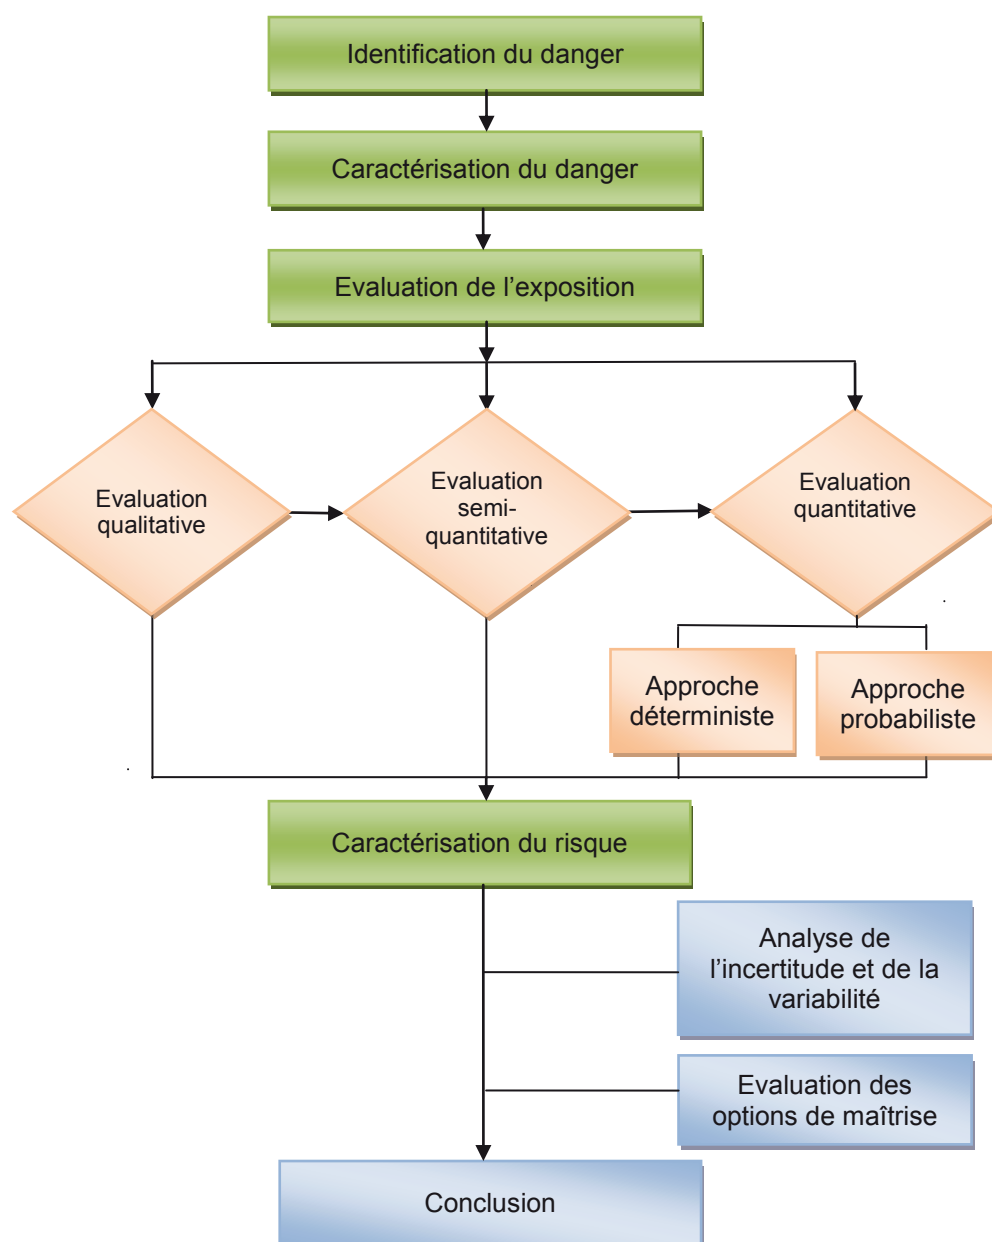 Identification du danger
Caractérisation du danger
Evaluation de l’exposition
Evaluation
qualitative
Evaluation
semi-
quantitative
Evaluation
quantitative
Approche
déterministe
Approche
probabiliste
Caractérisation du risque
Analyse de
l’incertitude et de la
variabilité
Evaluation des
options de maîtrise
Conclusion